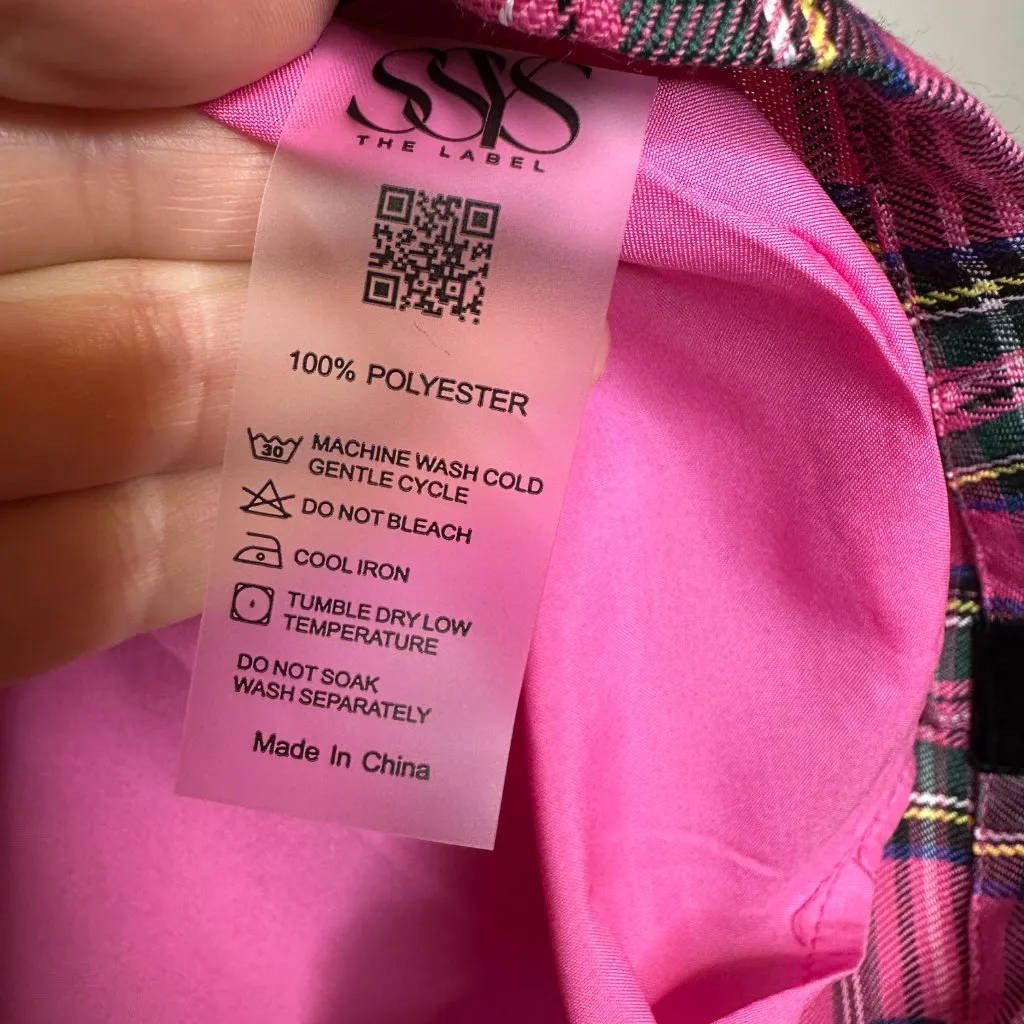 SSYS
THE LABEL
100% POLYESTER
30
MACHINE WASH COLD
GENTLE CYCLE
DO NOT BLEACH
COOL IRON
TUMBLE DRY LOW
TEMPERATURE
DO NOT SOAK
WASH SEPARATELY
Made In China